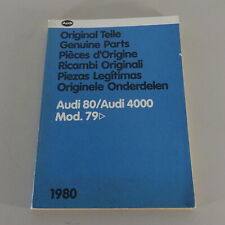 Audi
Original Teile
Genuine Parts
Pièces d'Origine
Ricambi Originali
Piezas Legítimas
Originele Onderdelen
Audi 80/Audi 4000
Mod. 79▷
1980